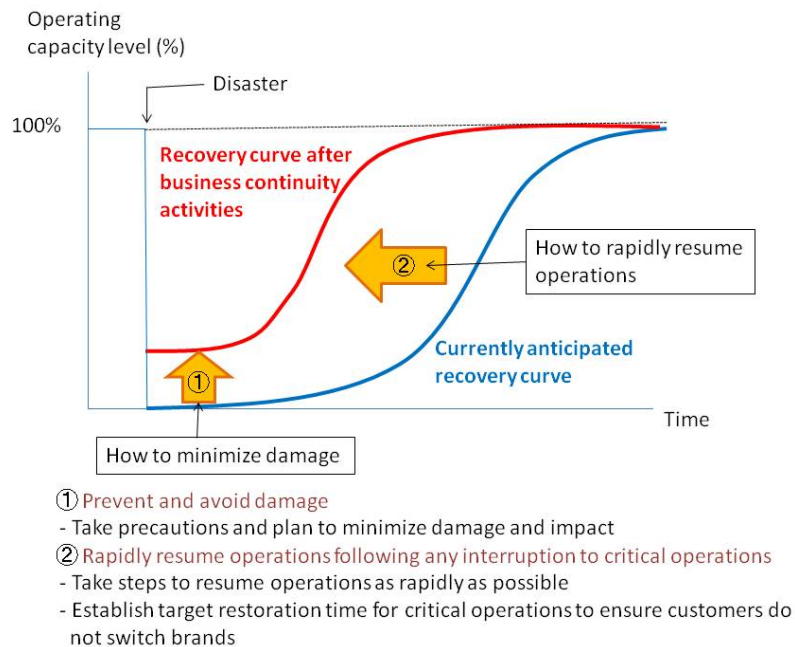 Operating
capacity level (%)
Disaster
100%
Recovery curve after
business continuity
activities
②
How to rapidly resume
operations
Currently anticipated
recovery curve
①
Time
How to minimize damage
① Prevent and avoid damage
- Take precautions and plan to minimize damage and impact
② Rapidly resume operations following any interruption to critical operations
- Take steps to resume operations as rapidly as possible
- Establish target restoration time for critical operations to ensure customers do
not switch brands